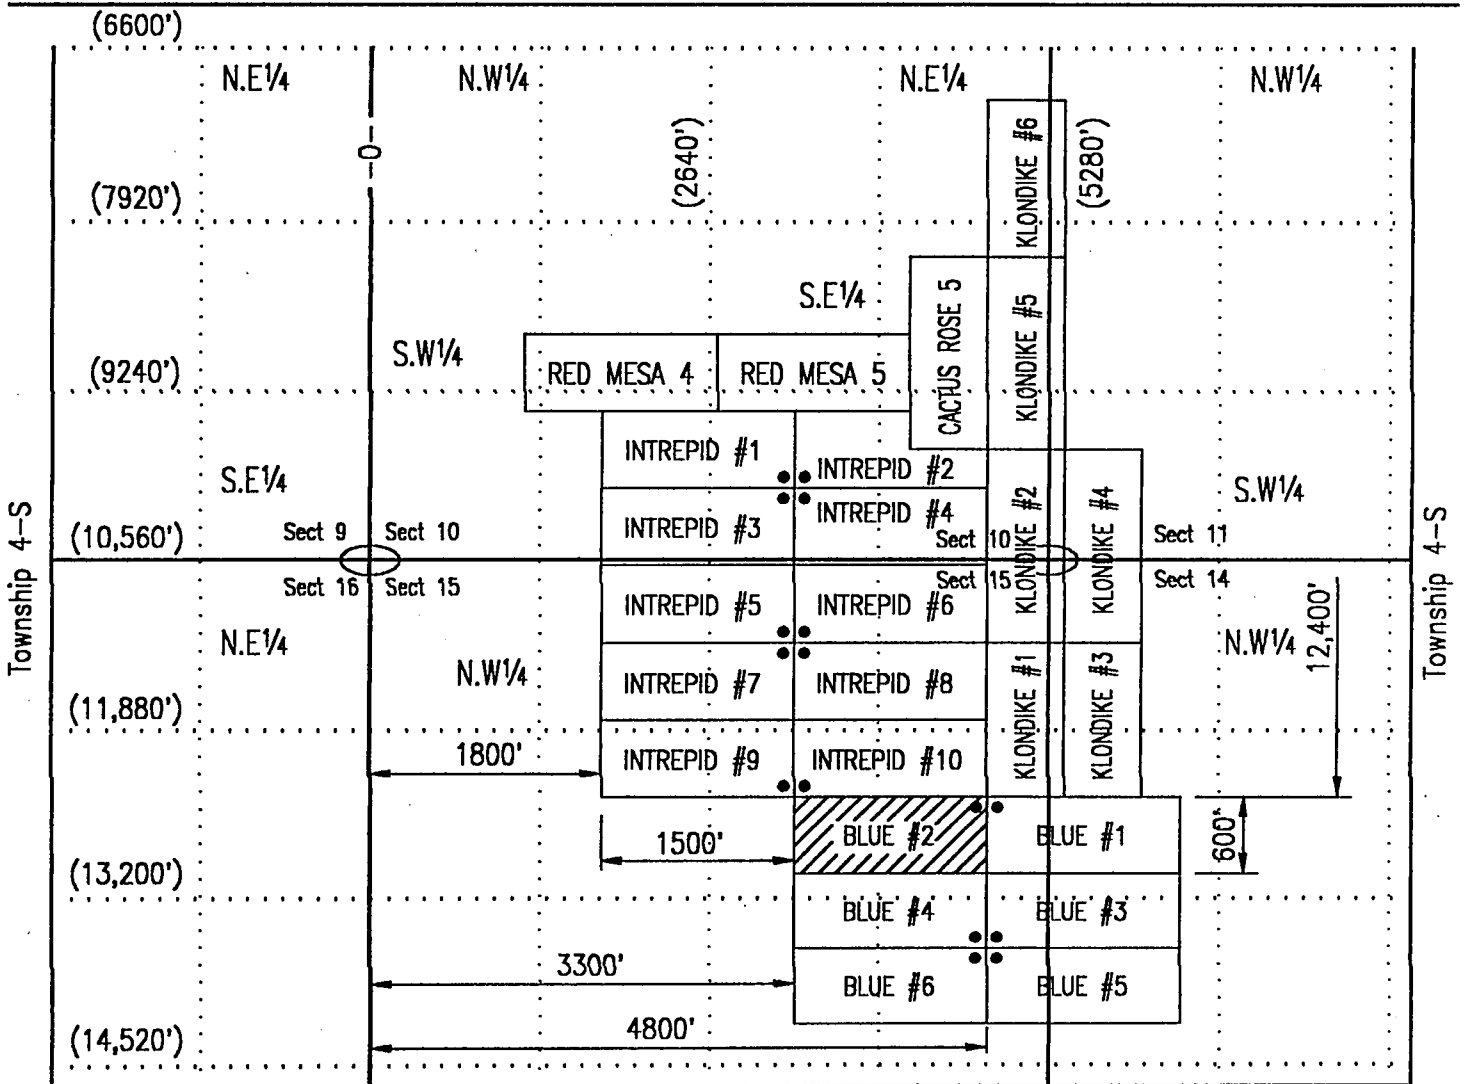 (6600')
N.E¼
N.W¼
N.E¼
N.W¼
-0-
(2640')
(5280')
KLONDIKE #6
(7920')
S.E¼
CACTUS ROSE 5
KLONDIKE #5
S.W¼
(9240')
RED MESA 4
RED MESA 5
INTREPID #1
INTREPID #2
S.E¼
S.W¼
KLONDIKE #2
KLONDIKE #4
INTREPID #3
INTREPID #4
(10,560')
Sect 9
Sect 10
Sect 10
Sect 11
Township 4-S
Township 4-S
Sect 16
Sect 15
Sect 15
Sect 14
INTREPID #5
INTREPID #6
N.E¼
N.W¼
N.W¼
12,400'
INTREPID #7
INTREPID #8
KLONDIKE #1
KLONDIKE #3
(11,880')
1800'
INTREPID #9
INTREPID #10
1500'
BLUE #2
BLUE #1
600'
(13,200')
BLUE #4
BLUE #3
3300'
BLUE #6
BLUE #5
4800'
(14,520')